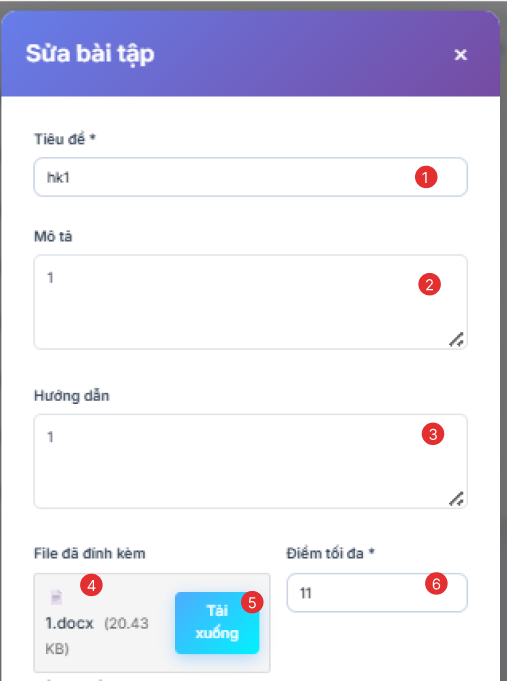 Sửa bài tập ×
Tiêu đề *
hk1 1
Mô tả
1 2
Hướng dẫn
1 3
File đã đính kèm Điểm tối đa *
4 6
1.docx (20.43 KB) Tải xuống 5 11